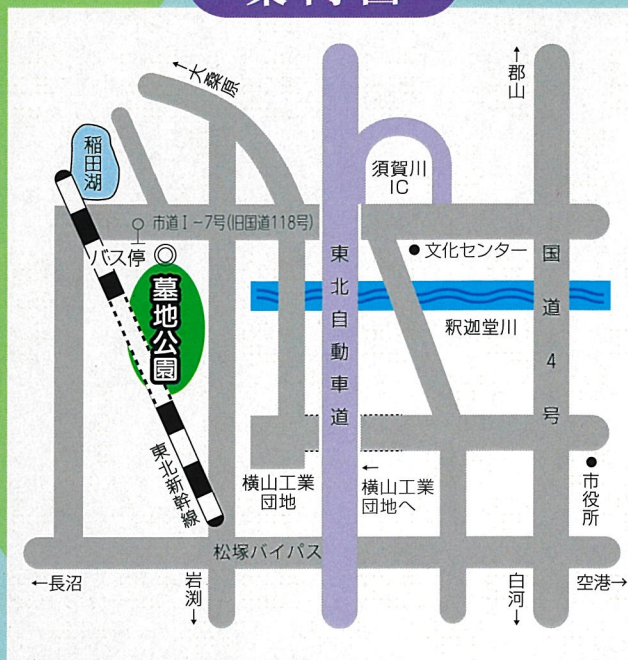 案内図
←大桑原
↑郡山
稲田湖
須賀川
IC
市道Ⅰ−7号(旧国道118号)
バス停
●文化センター
東北自動車道
国道4号
墓地公園
釈迦堂川
東北新幹線
横山工業
団地
←
横山工業
団地へ
●市役所
松塚バイパス
←長沼
岩渕→
白河→
空港→